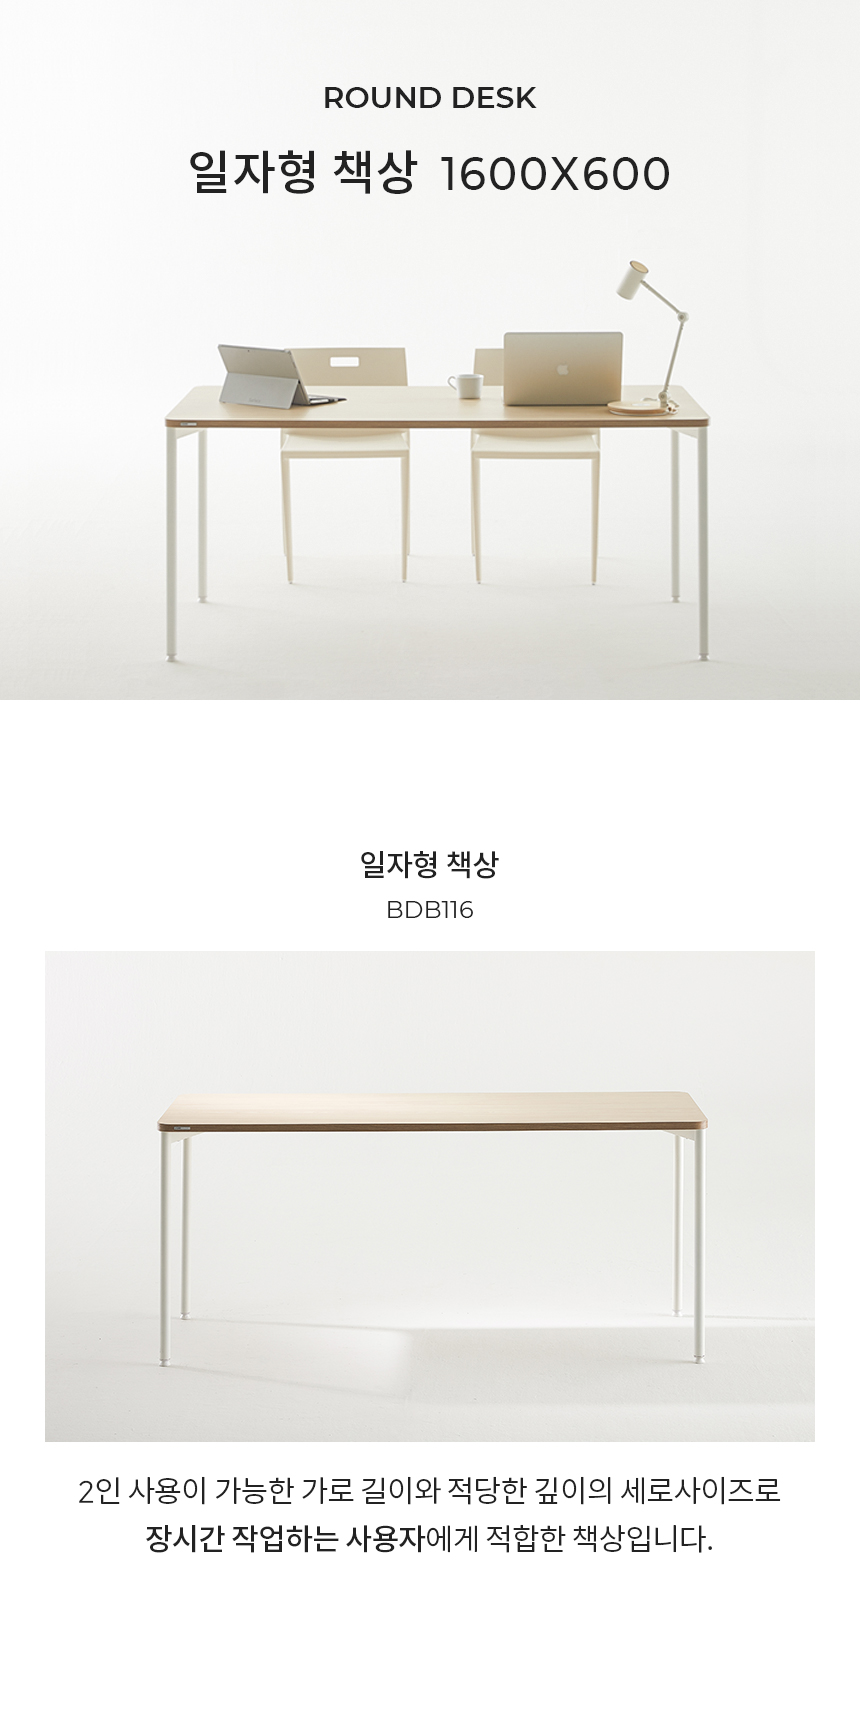 ROUND DESK
일자형 책상 1600X600
일자형 책상
BDB116
2인 사용이 가능한 가로 길이와 적당한 깊이의 세로사이즈로
장시간 작업하는 사용자에게 적합한 책상입니다.